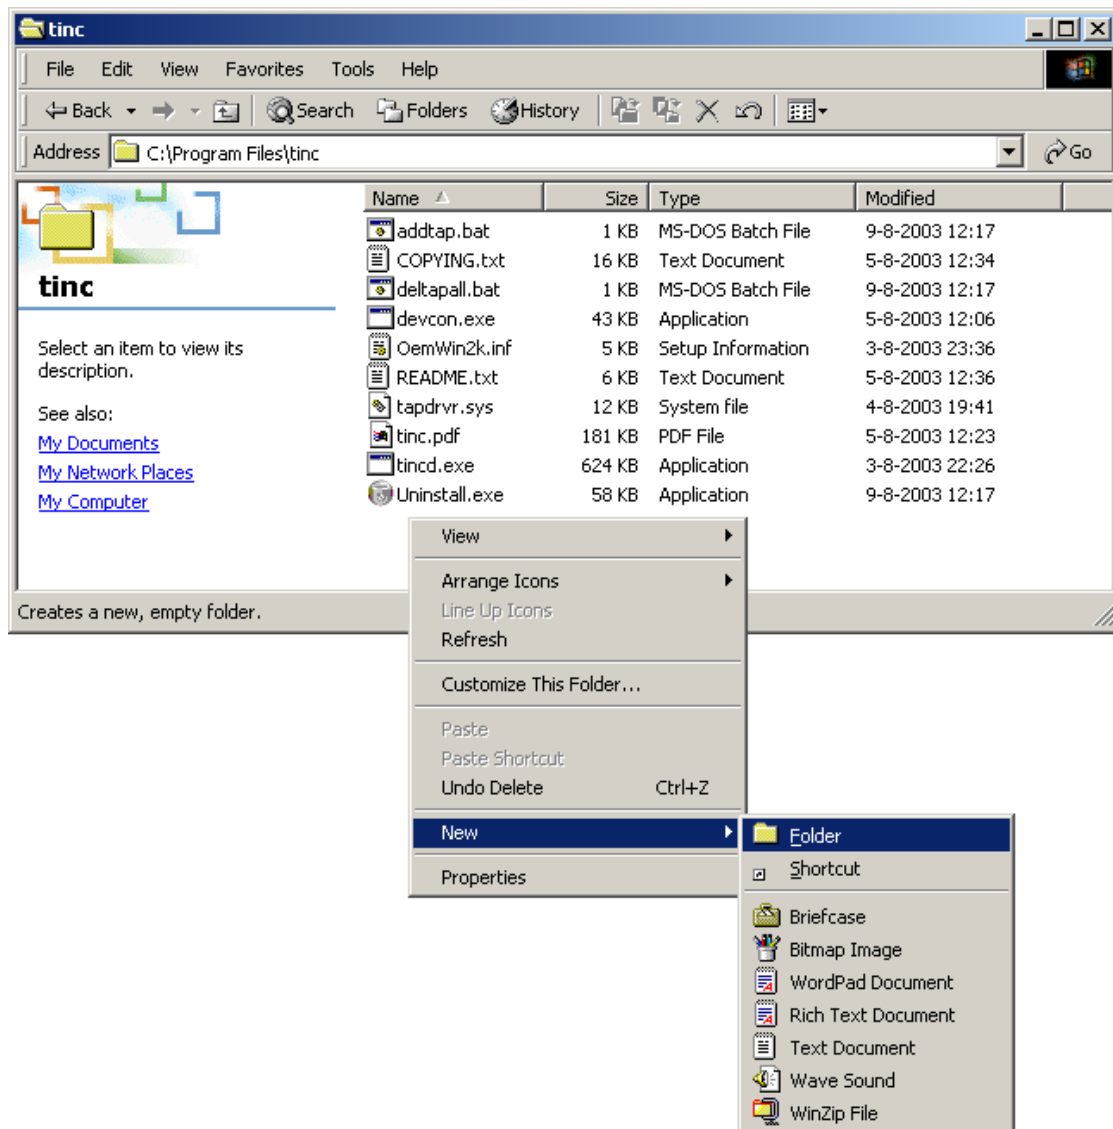 tinc
File Edit View Favorites Tools Help
Back Search Folders History
Address C:\Program Files\tinc Go
Name Size Type Modified
addtap.bat 1 KB MS-DOS Batch File 9-8-2003 12:17
COPYING.txt 16 KB Text Document 5-8-2003 12:34
deltapall.bat 1 KB MS-DOS Batch File 9-8-2003 12:17
devcon.exe 43 KB Application 5-8-2003 12:06
OemWin2k.inf 5 KB Setup Information 3-8-2003 23:36
README.txt 6 KB Text Document 5-8-2003 12:36
tapdrvr.sys 12 KB System file 4-8-2003 19:41
tinc.pdf 181 KB PDF File 5-8-2003 12:23
tincd.exe 624 KB Application 3-8-2003 22:26
Uninstall.exe 58 KB Application 9-8-2003 12:17
tinc
Select an item to view its
description.
See also:
My Documents
My Network Places
My Computer
Creates a new, empty folder.
View
Arrange Icons
Line Up Icons
Refresh
Customize This Folder...
Paste
Paste Shortcut
Undo Delete Ctrl+Z
New
Properties
Folder
Shortcut
Briefcase
Bitmap Image
WordPad Document
Rich Text Document
Text Document
Wave Sound
WinZip File